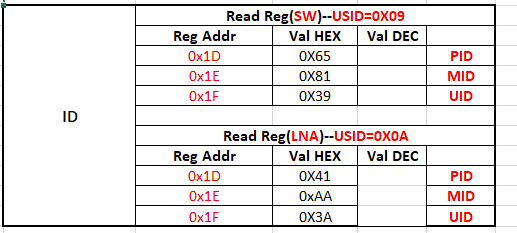 Read Reg(SW)--USID=0X09
Reg Addr Val HEX Val DEC
0x1D 0X65 PID
0x1E 0X81 MID
0x1F 0X39 UID
ID
Read Reg(LNA)--USID=0X0A
Reg Addr Val HEX Val DEC
0x1D 0X41 PID
0x1E 0xAA MID
0x1F 0X3A UID